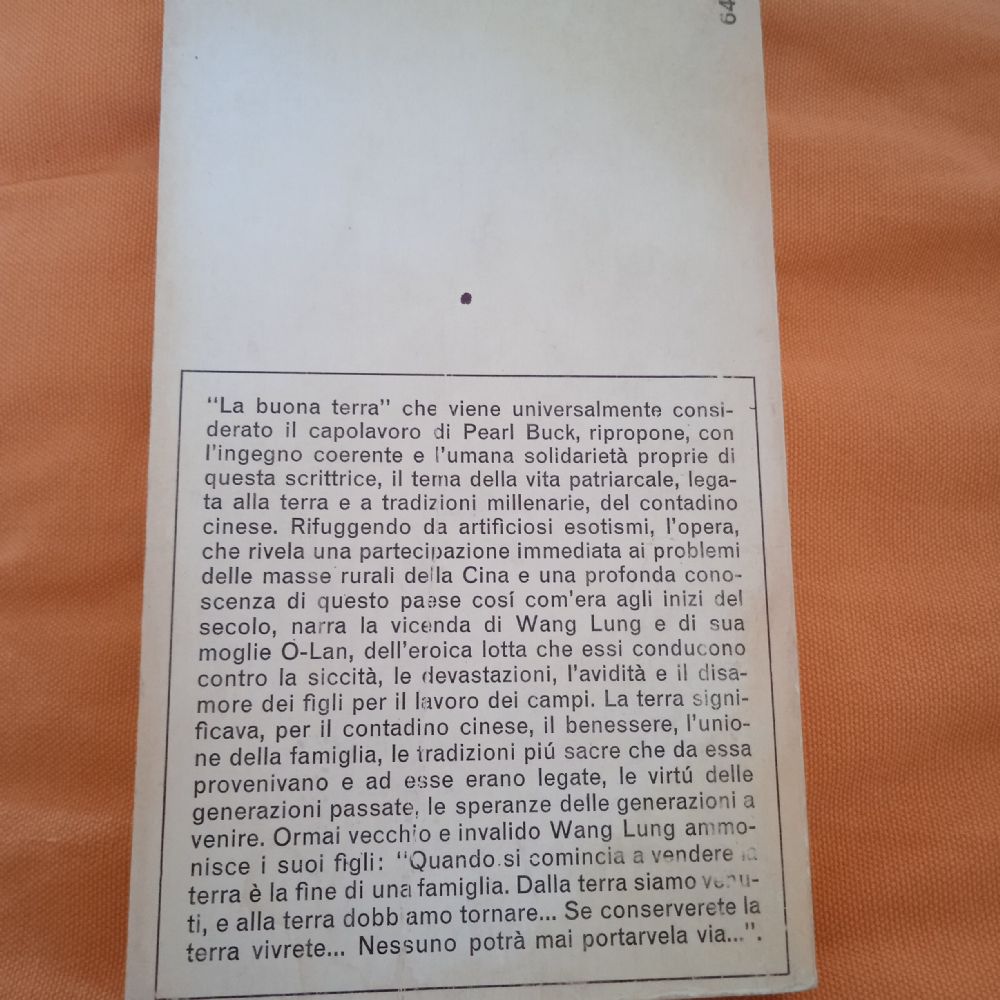 64
"La buona terra" che viene universalmente consi-
derato il capolavoro di Pearl Buck, ripropone, con
l'ingegno coerente e l'umana solidarietà proprie di
questa scrittrice, il tema della vita patriarcale, lega-
ta alla terra e a tradizioni millenarie, del contadino
cinese. Rifuggendo da artificiosi esotismi, l'opera,
che rivela una partecipazione immediata ai problemi
delle masse rurali della Cina e una profonda cono-
scenza di questo paese cosí com'era agli inizi del
secolo, narra la vicenda di Wang Lung e di sua
moglie O-Lan, dell'eroica lotta che essi conducono
contro la siccità, le devastazioni, l'avidità e il disa-
more dei figli per il lavoro dei campi. La terra signi-
ficava, per il contadino cinese, il benessere, l'unio-
ne della famiglia, le tradizioni piú sacre che da essa
provenivano e ad esse erano legate, le virtú delle
generazioni passate, le speranze delle generazioni a
venire. Ormai vecchio e invalido Wang Lung ammo-
nisce i suoi figli: "Quando si comincia a vendere la
terra è la fine di una famiglia. Dalla terra siamo venu-
ti, e alla terra dobbiamo tornare... Se conserverete la
terra vivrete... Nessuno potrà mai portarvela via...".